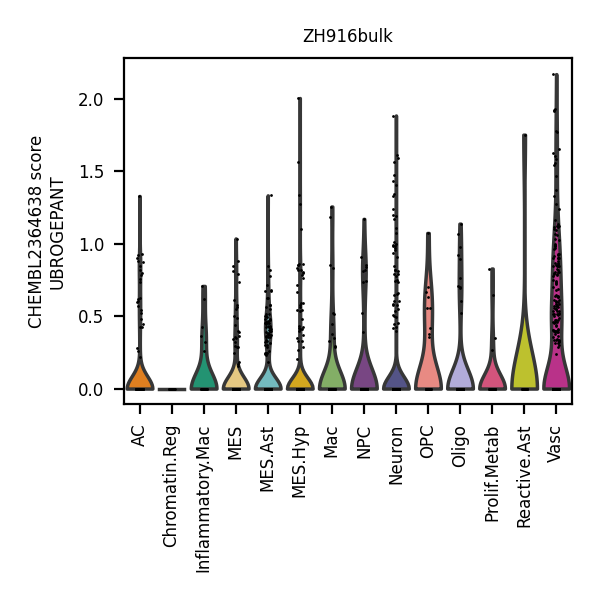 ZH916bulk
CHEMBL2364638 score
UBROGEPANT
2.0
1.5
1.0
0.5
0.0
AC
Chromatin.Reg
Inflammatory.Mac
MES
MES.Ast
MES.Hyp
Mac
NPC
Neuron
OPC
Oligo
Prolif.Metab
Reactive.Ast
Vasc